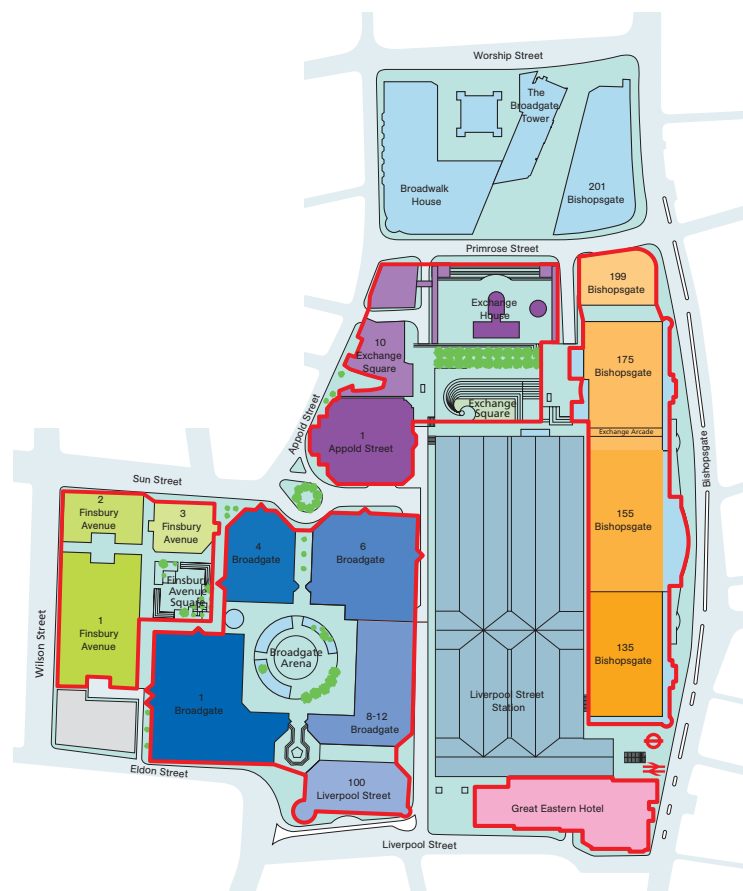 Worship Street
The
Broadgate
Tower
Broadwalk
House
201
Bishopsgate
Primrose Street
199
Bishopsgate
Exchange
House
10
Exchange
Square
175
Bishopsgate
Exchange
Square
Appold Street
1
Appold Street
Exchange Arcade
Bishopsgate
Sun Street
2
Finsbury
Avenue
3
Finsbury
Avenue
4
Broadgate
6
Broadgate
155
Bishopsgate
Finsbury
Avenue
Square
Wilson Street
1
Finsbury
Avenue
Broadgate
Arena
135
Bishopsgate
1
Broadgate
8-12
Broadgate
Liverpool Street
Station
Eldon Street
100
Liverpool Street
Great Eastern Hotel
Liverpool Street